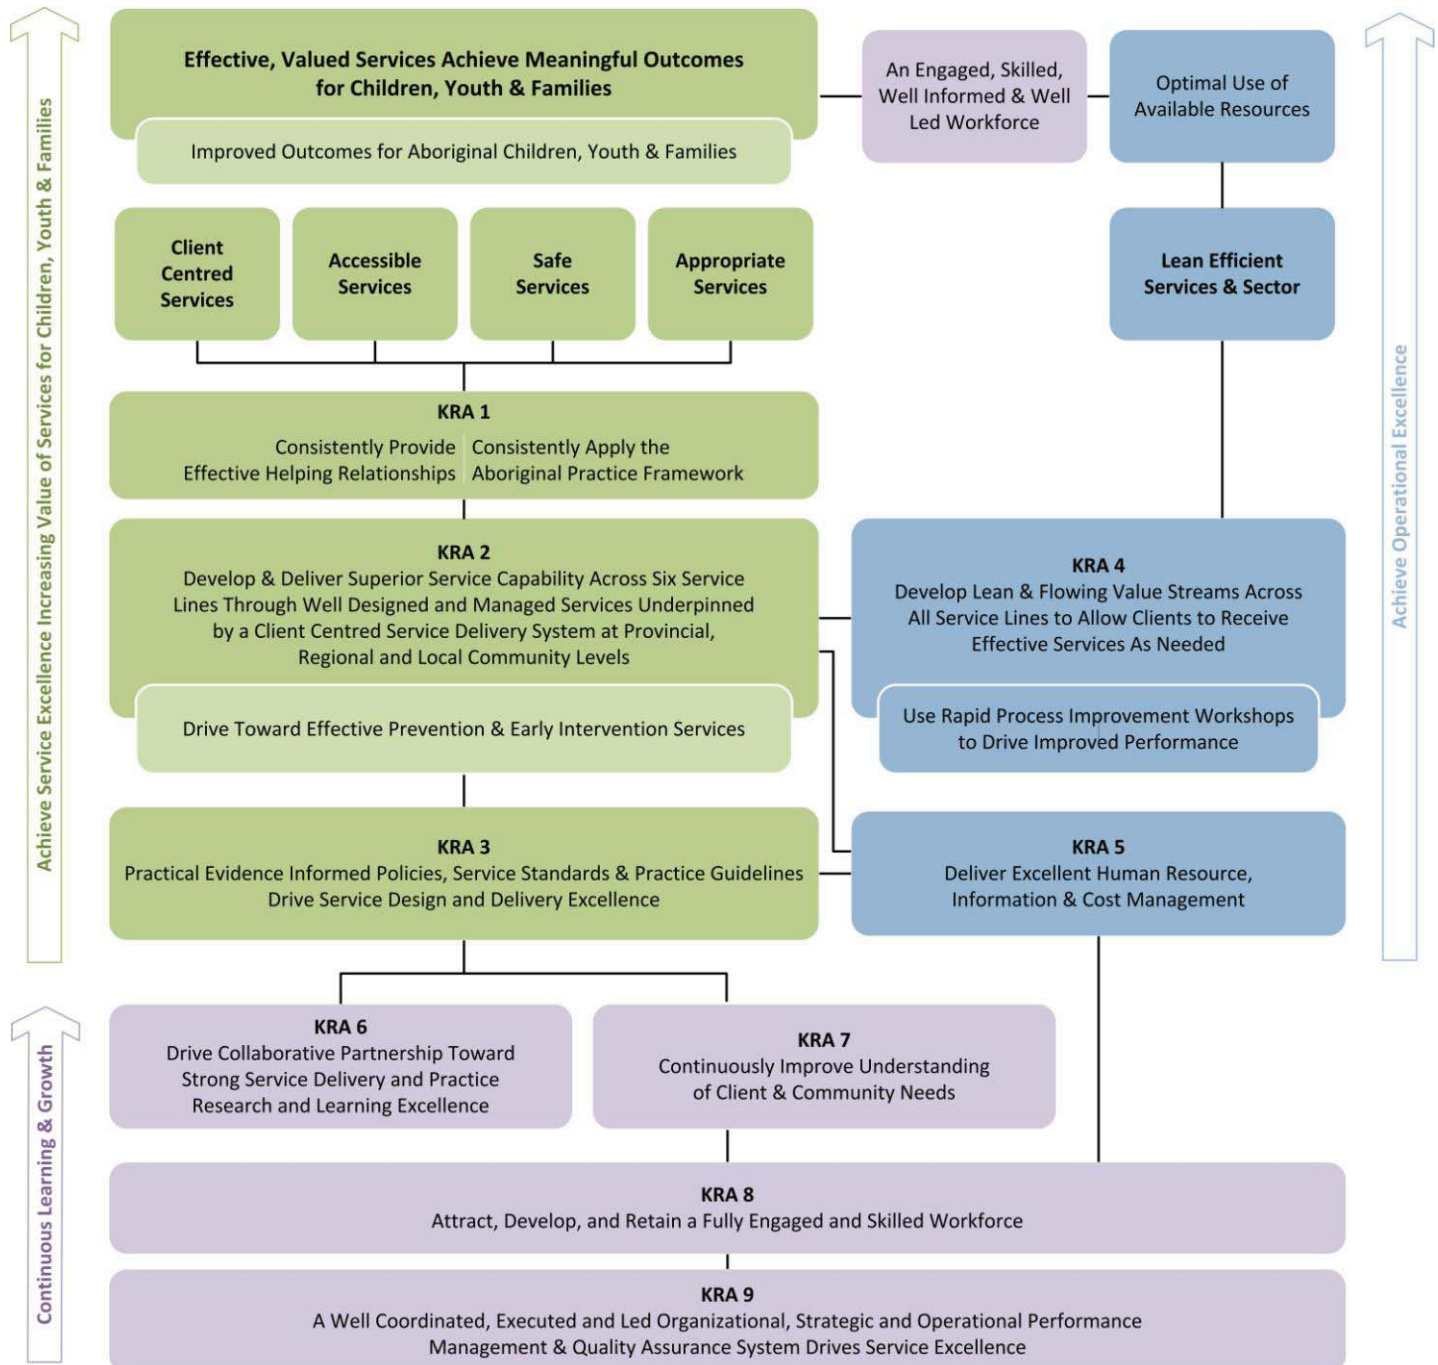 Effective, Valued Services Achieve Meaningful Outcomes
for Children, Youth & Families
Improved Outcomes for Aboriginal Children, Youth & Families
An Engaged, Skilled,
Well Informed & Well
Led Workforce
Optimal Use of
Available Resources
Client
Centred
Services
Accessible
Services
Safe
Services
Appropriate
Services
Lean Efficient
Services & Sector
KRA 1
Consistently Provide
Effective Helping Relationships
Consistently Apply the
Aboriginal Practice Framework
KRA 2
Develop & Deliver Superior Service Capability Across Six Service
Lines Through Well Designed and Managed Services Underpinned
by a Client Centred Service Delivery System at Provincial,
Regional and Local Community Levels
Drive Toward Effective Prevention & Early Intervention Services
KRA 4
Develop Lean & Flowing Value Streams Across
All Service Lines to Allow Clients to Receive
Effective Services As Needed
Use Rapid Process Improvement Workshops
to Drive Improved Performance
KRA 3
Practical Evidence Informed Policies, Service Standards & Practice Guidelines
Drive Service Design and Delivery Excellence
KRA 5
Deliver Excellent Human Resource,
Information & Cost Management
KRA 6
Drive Collaborative Partnership Toward
Strong Service Delivery and Practice
Research and Learning Excellence
KRA 7
Continuously Improve Understanding
of Client & Community Needs
KRA 8
Attract, Develop, and Retain a Fully Engaged and Skilled Workforce
KRA 9
A Well Coordinated, Executed and Led Organizational, Strategic and Operational Performance
Management & Quality Assurance System Drives Service Excellence
Achieve Service Excellence Increasing Value of Services for Children, Youth & Families
Continuous Learning & Growth
Achieve Operational Excellence